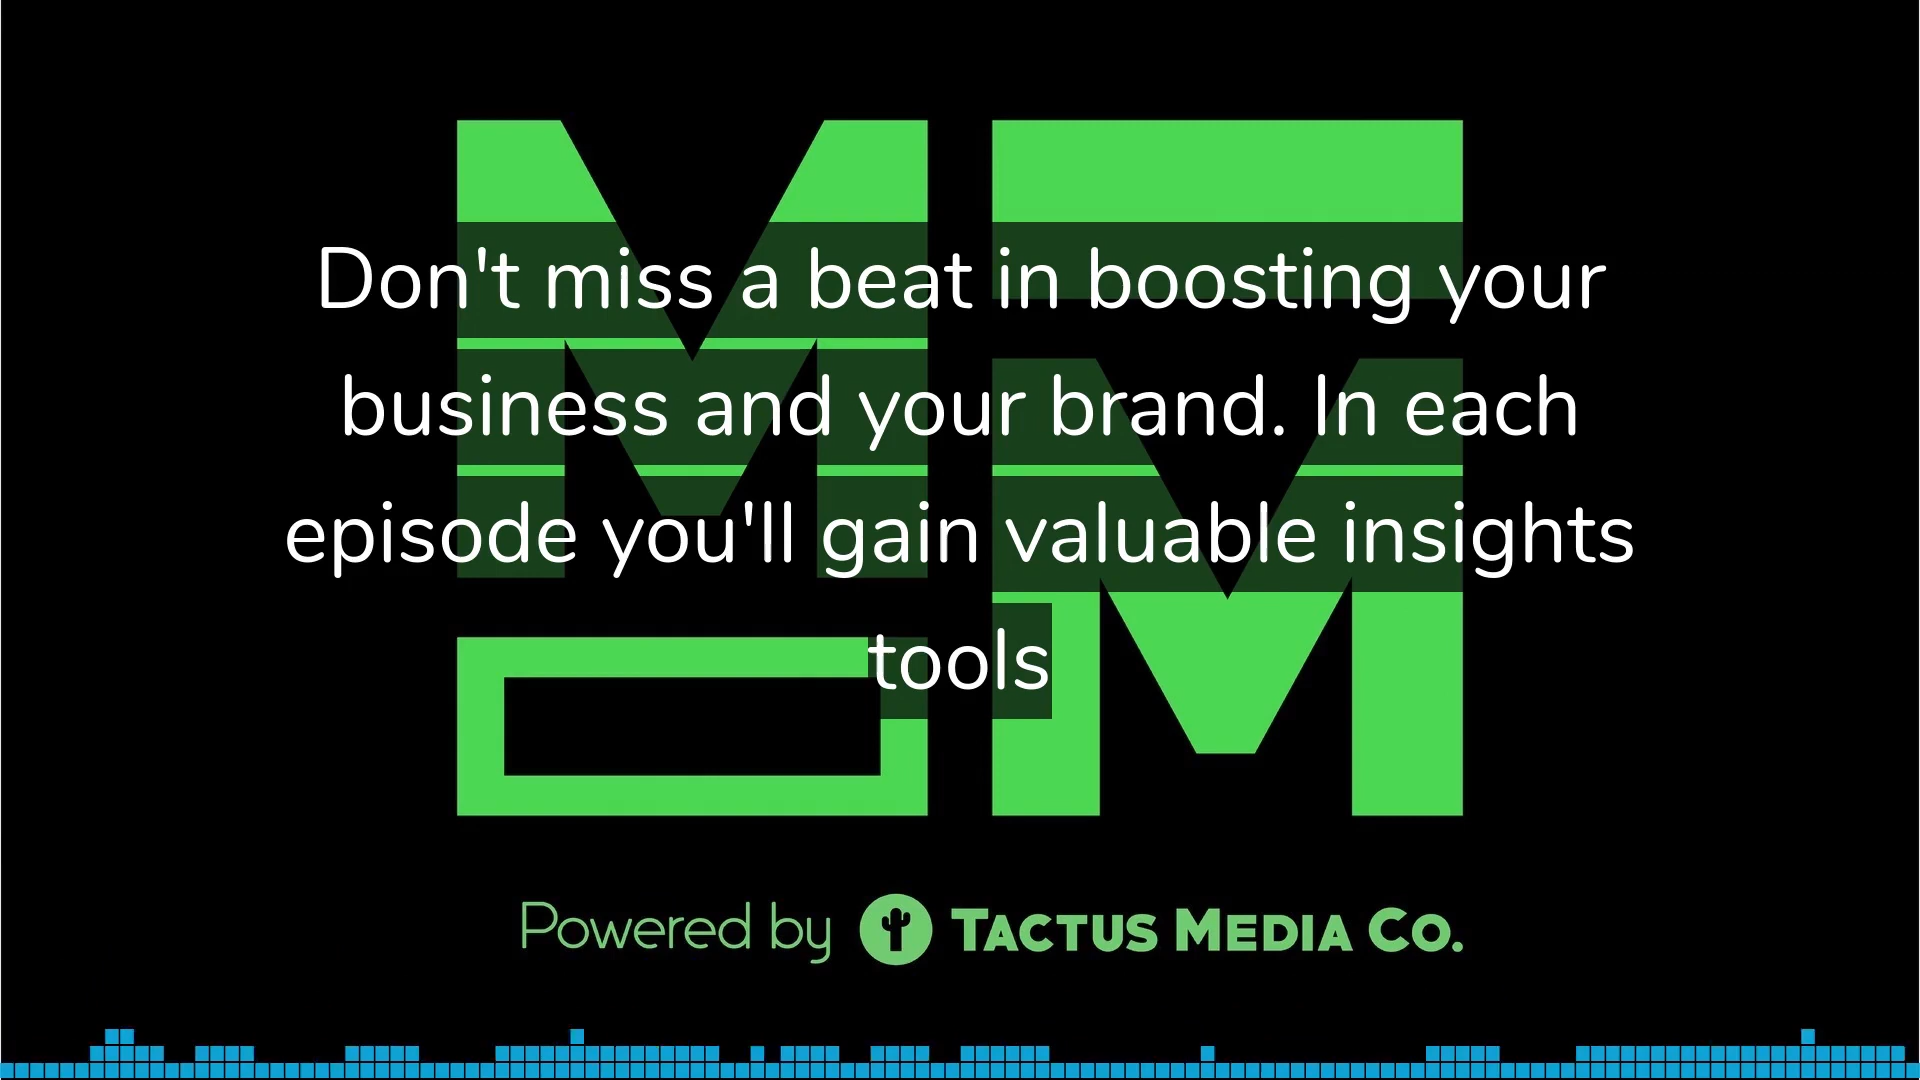 Don't miss a beat in boosting your
business and your brand. In each
episode you'll gain valuable insights
tools
Powered by TACTUS MEDIA CO.